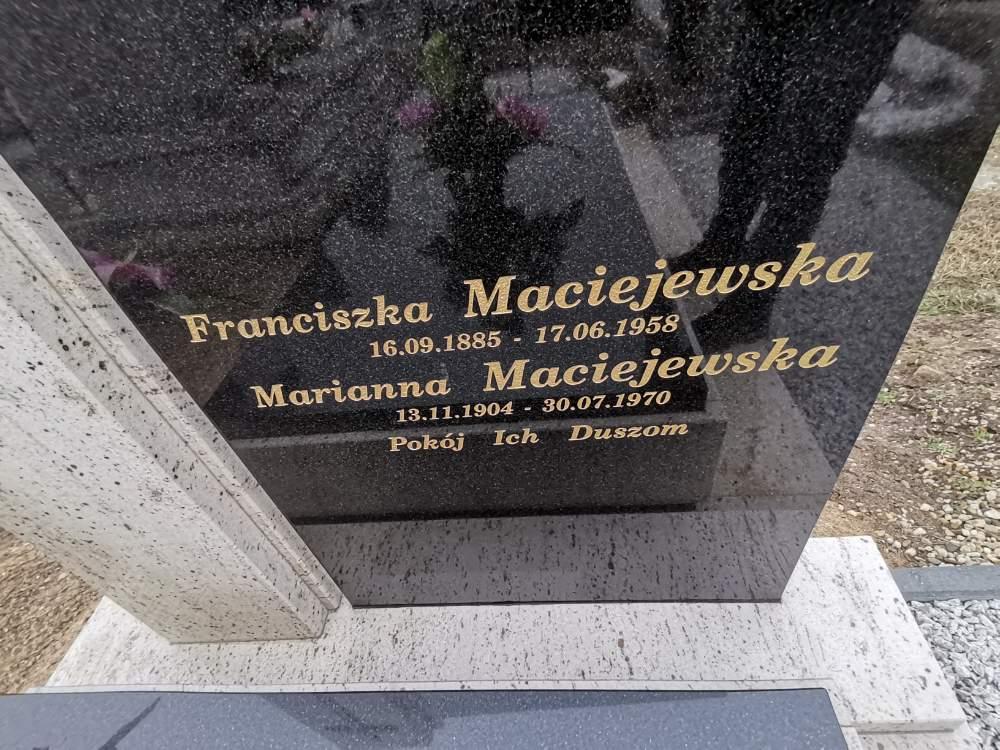 Franciszka Maciejewska
16.09.1885 - 17.06.1958
Marianna Maciejewska
13.11.1904 - 30.07.1970
Pokój Ich Duszom